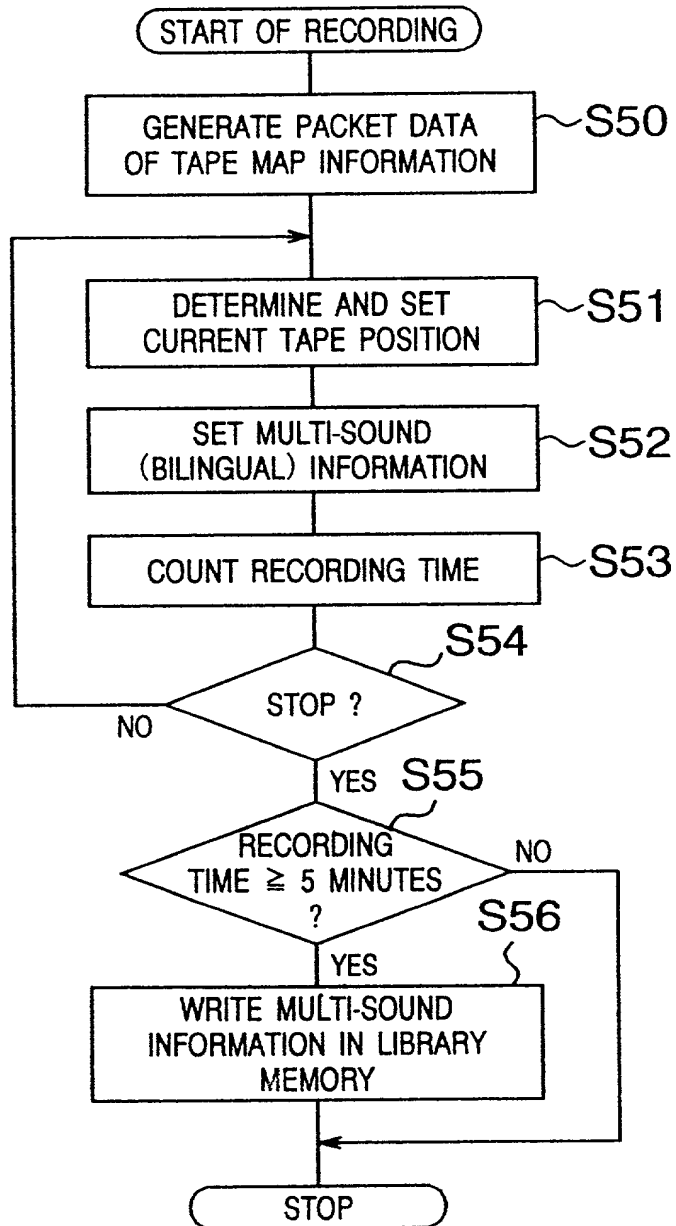 START OF RECORDING
GENERATE PACKET DATA
OF TAPE MAP INFORMATION
S50
DETERMINE AND SET
CURRENT TAPE POSITION
S51
SET MULTI-SOUND
(BILINGUAL) INFORMATION
S52
COUNT RECORDING TIME
S53
S54
STOP ?
NO
YES
S55
RECORDING
TIME ≧ 5 MINUTES
?
NO
YES
S56
WRITE MULTI-SOUND
INFORMATION IN LIBRARY
MEMORY
STOP